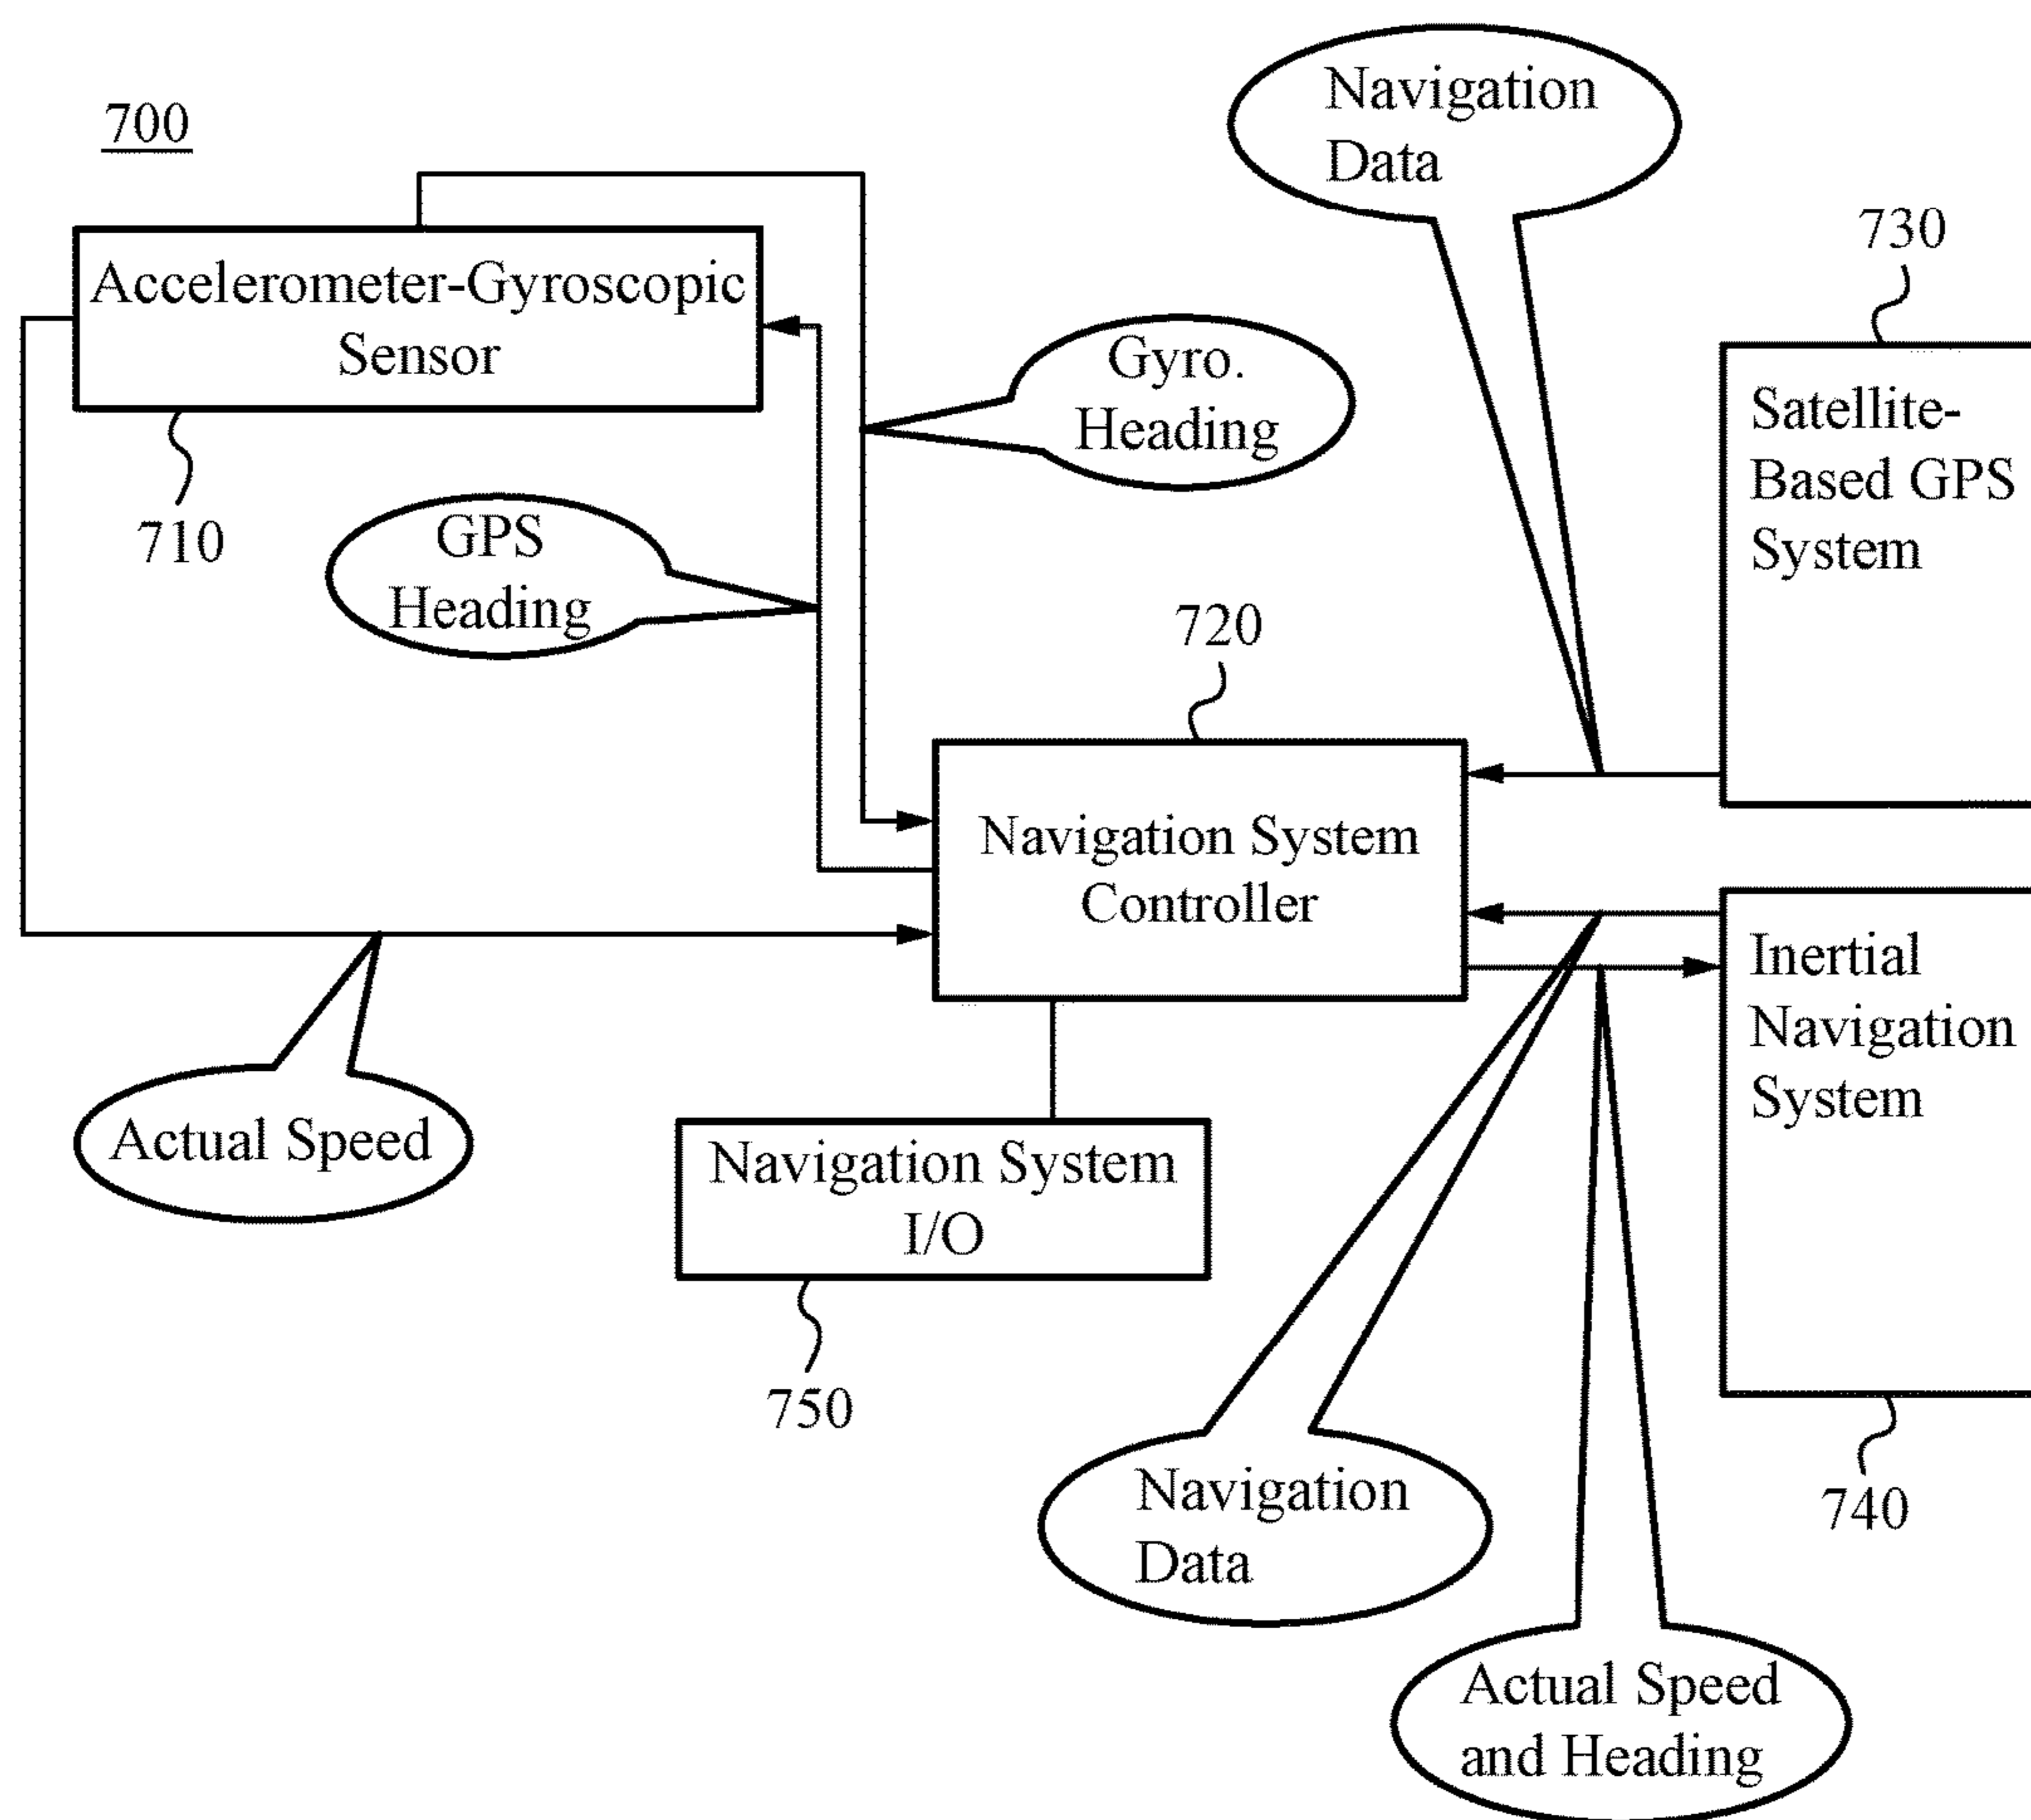 700
Navigation
Data
730
Accelerometer-Gyroscopic
Sensor
710
Gyro.
Heading
GPS
Heading
Satellite-
Based GPS
System
720
Navigation System
Controller
Inertial
Navigation
System
Actual Speed
Navigation System
I/O
750
Navigation
Data
740
Actual Speed
and Heading